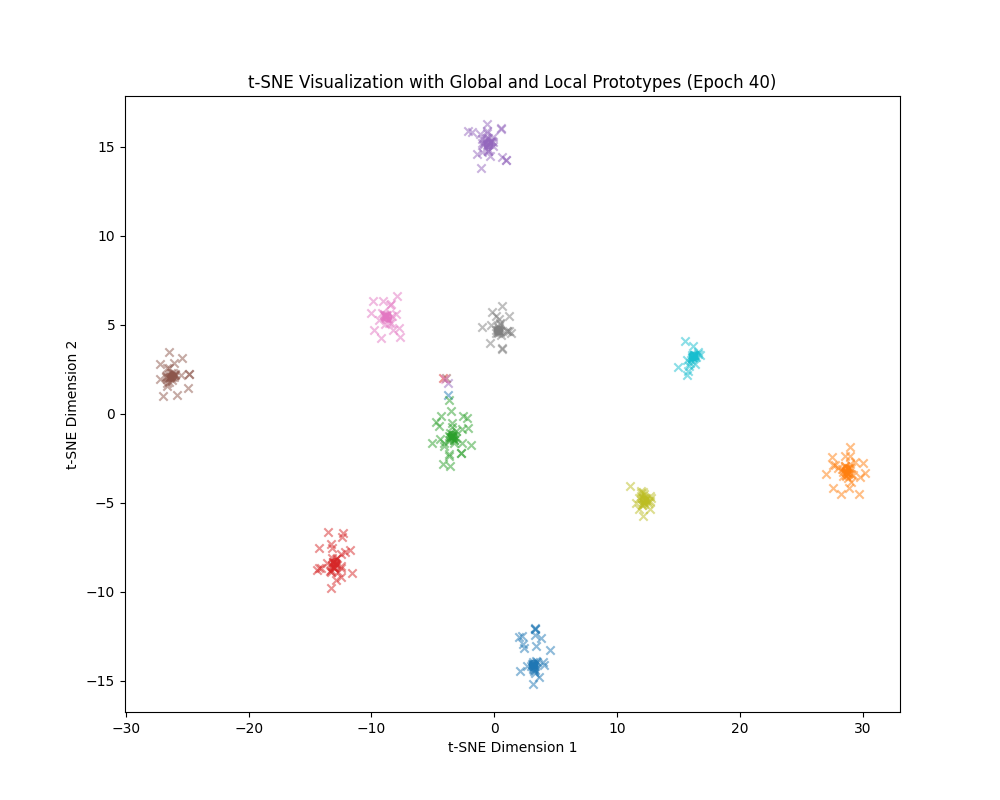 t-SNE Visualization with Global and Local Prototypes (Epoch 40)
15
10
5
0
−5
−10
−15
t-SNE Dimension 2
−30 −20 −10 0 10 20 30
t-SNE Dimension 1